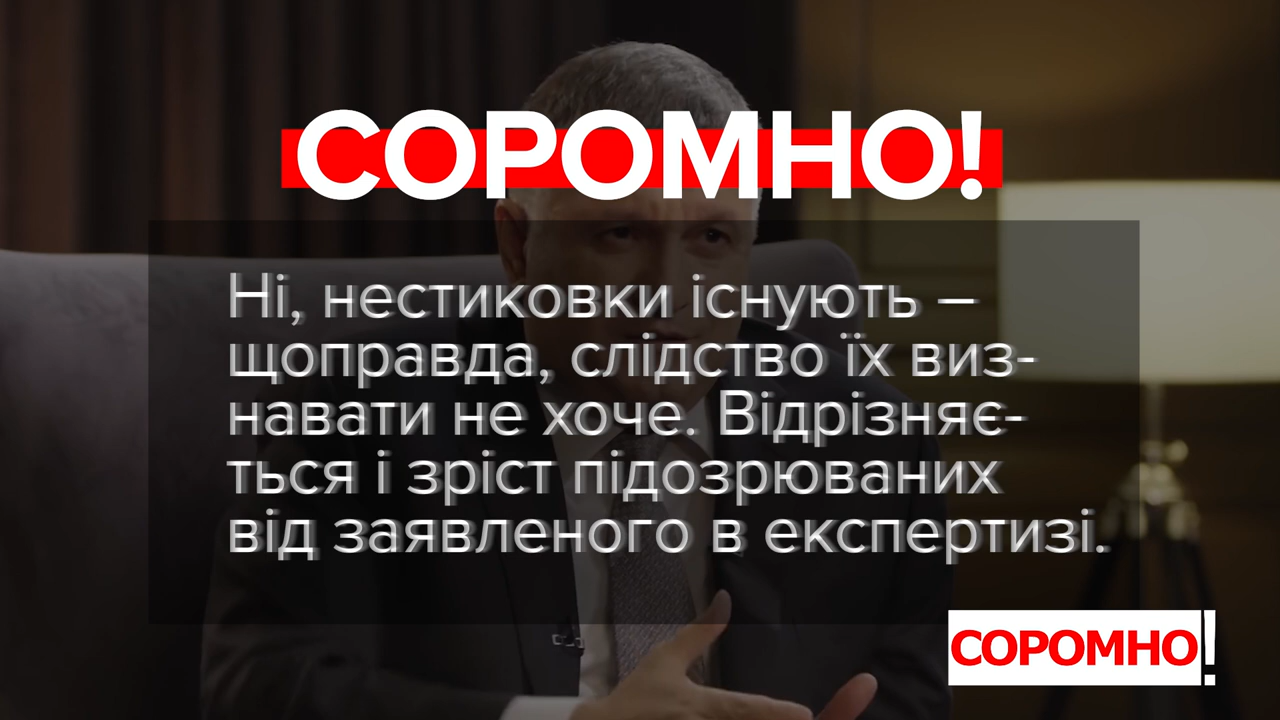 СОРОМНО!
Ні, нестиковки існують –
щоправда, слідство їх виз-
навати не хоче. Відрізняє-
ться і зріст підозрюваних
від заявленого в експертизі.
СОРОМНО!